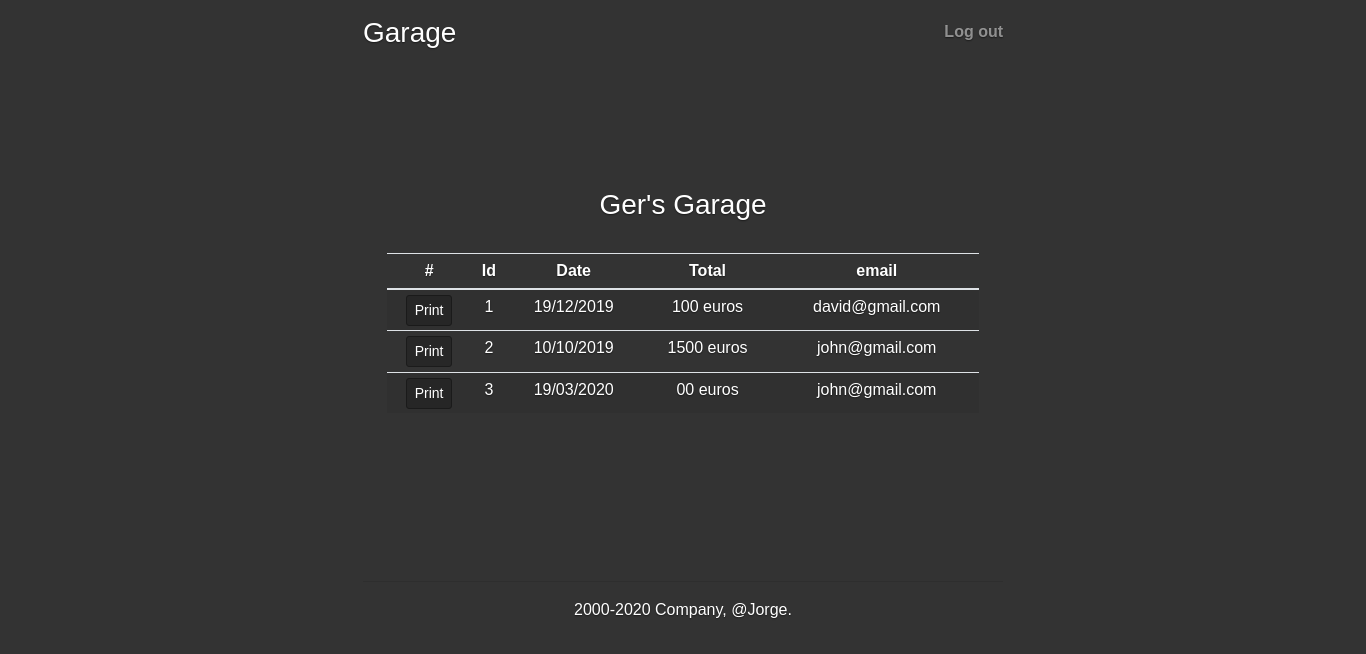 Garage Log out
Ger's Garage
# Id Date Total email
Print 1 19/12/2019 100 euros david@gmail.com
Print 2 10/10/2019 1500 euros john@gmail.com
Print 3 19/03/2020 00 euros john@gmail.com
2000-2020 Company, @Jorge.